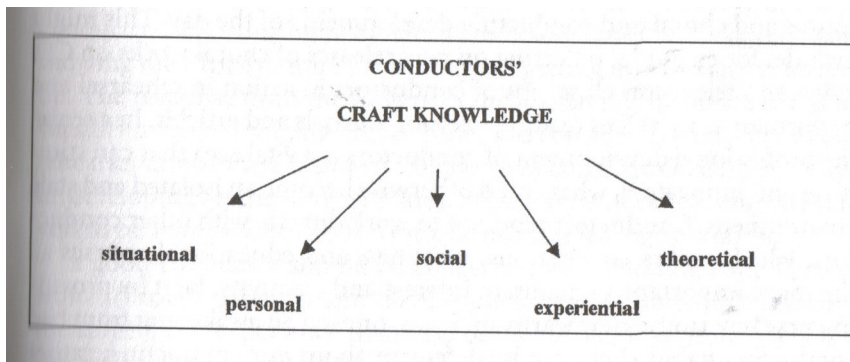 CONDUCTORS'
CRAFT KNOWLEDGE
situational social theoretical
personal experiential